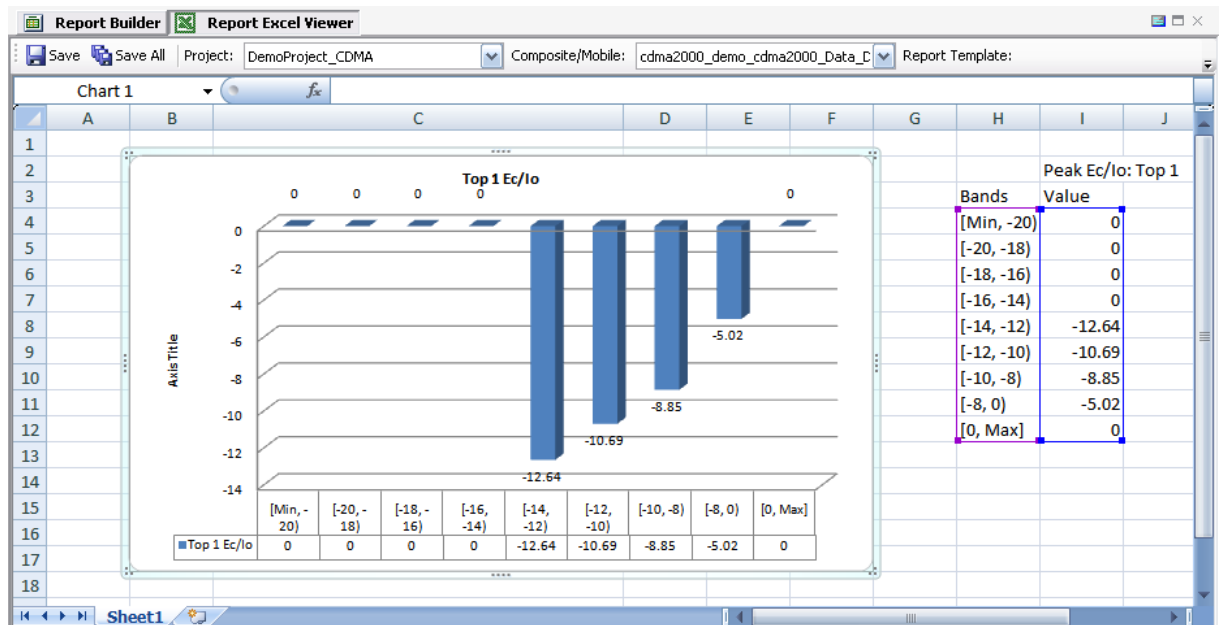 Report Builder Report Excel Viewer
Save Save All Project: DemoProject_CDMA Composite/Mobile: cdma2000_demo_cdma2000_Data_D Report Template:
Chart 1 fx
A B C D E F G H I J
1
2 Peak Ec/Io: Top 1
3 Bands Value
4 [Min, -20) 0
5 [-20, -18) 0
6 [-18, -16) 0
7 [-16, -14) 0
8 [-14, -12) -12.64
9 [-12, -10) -10.69
10 [-10, -8) -8.85
11 [-8, 0) -5.02
12 [0, Max] 0
13
14
15
16
17
18
Top 1 Ec/Io
0 0 0 0 0
0
-2
-4
-6
-8
-10
-12
-14
Axis Title
-5.02
-8.85
-10.69
-12.64
[Min, - [-20, - [-18, - [-16, [-14, [-12, [-10, -8) [-8, 0) [0, Max]
20) 18) 16) -14) -12) -10)
Top 1 Ec/Io 0 0 0 0 -12.64 -10.69 -8.85 -5.02 0
Sheet1